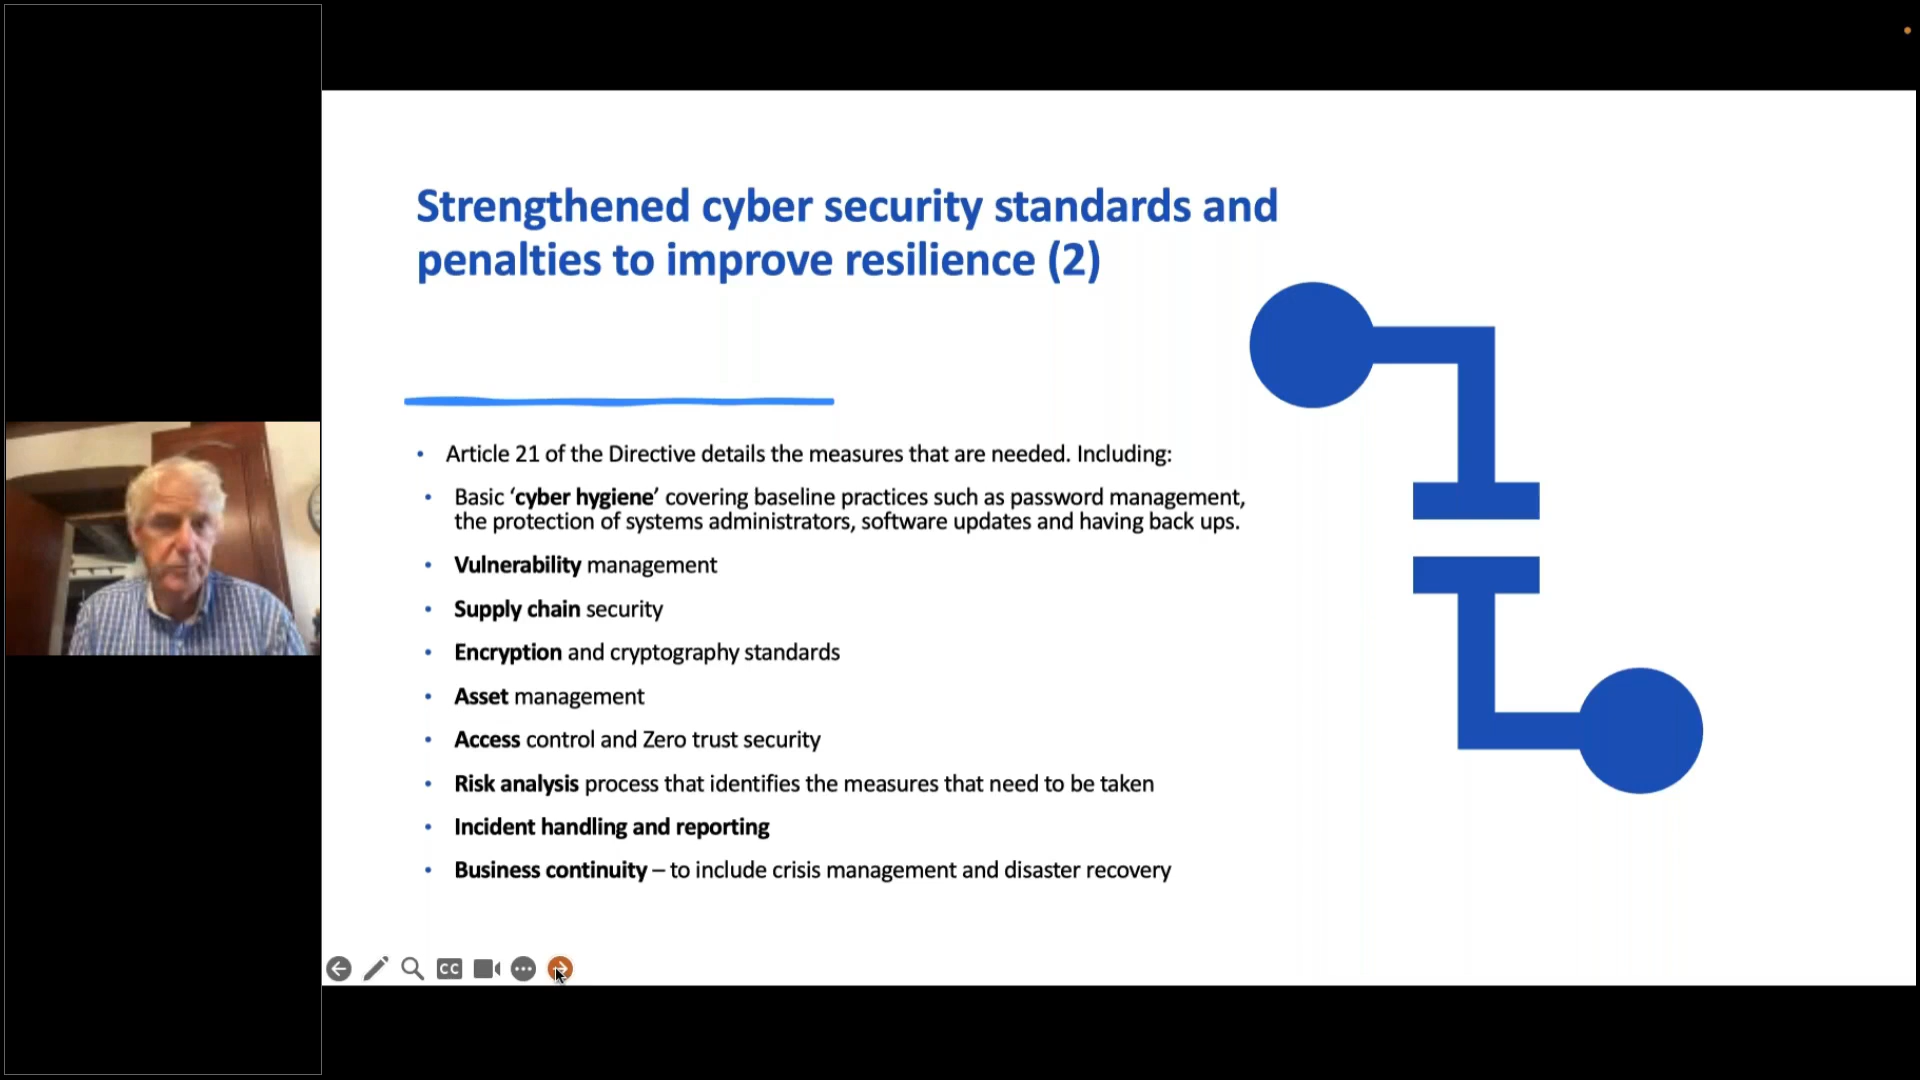 Strengthened cyber security standards and
penalties to improve resilience (2)
• Article 21 of the Directive details the measures that are needed. Including:
• Basic ‘cyber hygiene’ covering baseline practices such as password management,
the protection of systems administrators, software updates and having back ups.
• Vulnerability management
• Supply chain security
• Encryption and cryptography standards
• Asset management
• Access control and Zero trust security
• Risk analysis process that identifies the measures that need to be taken
• Incident handling and reporting
• Business continuity – to include crisis management and disaster recovery
CC